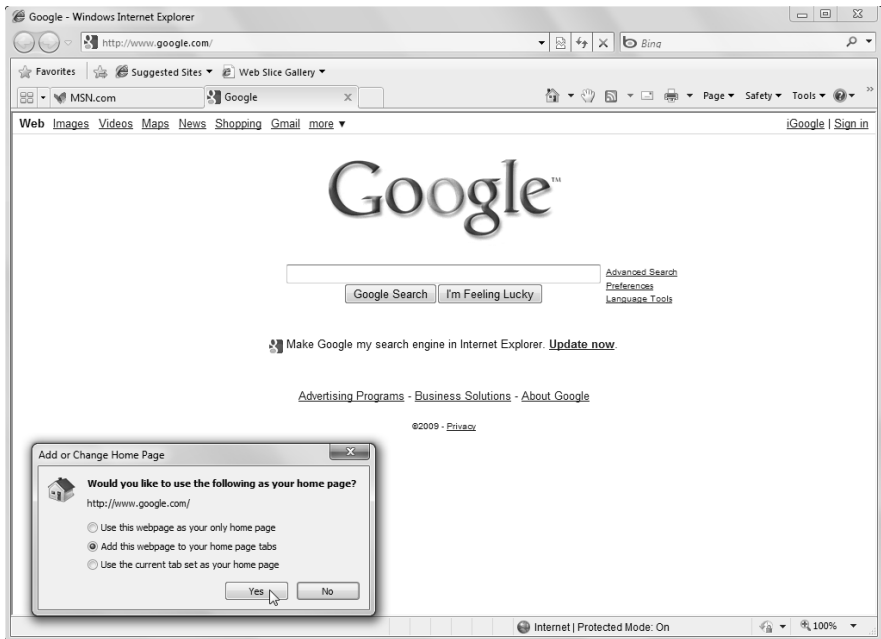 Google - Windows Internet Explorer
http://www.google.com/
Bing
Favorites Suggested Sites ▼ Web Slice Gallery ▼
MSN.com Google x Page ▼ Safety ▼ Tools ▼ »
Web Images Videos Maps News Shopping Gmail more ▼ iGoogle | Sign in
Google™
Advanced Search
Preferences
Language Tools
Google Search I'm Feeling Lucky
Make Google my search engine in Internet Explorer. Update now.
Advertising Programs - Business Solutions - About Google
©2009 - Privacy
Add or Change Home Page
Would you like to use the following as your home page?
http://www.google.com/
Use this webpage as your only home page
Add this webpage to your home page tabs
Use the current tab set as your home page
Yes No
Internet | Protected Mode: On 100% ▼